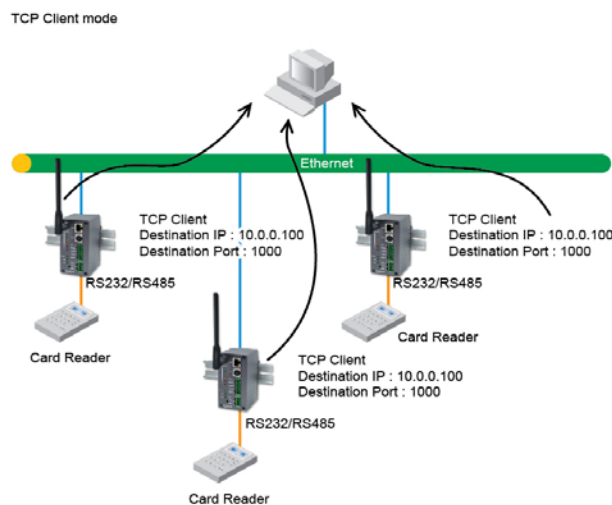 TCP Client mode
Ethernet
TCP Client
Destination IP : 10.0.0.100
Destination Port : 1000
RS232/RS485
Card Reader
TCP Client
Destination IP : 10.0.0.100
Destination Port : 1000
RS232/RS485
Card Reader
TCP Client
Destination IP : 10.0.0.100
Destination Port : 1000
RS232/RS485
Card Reader